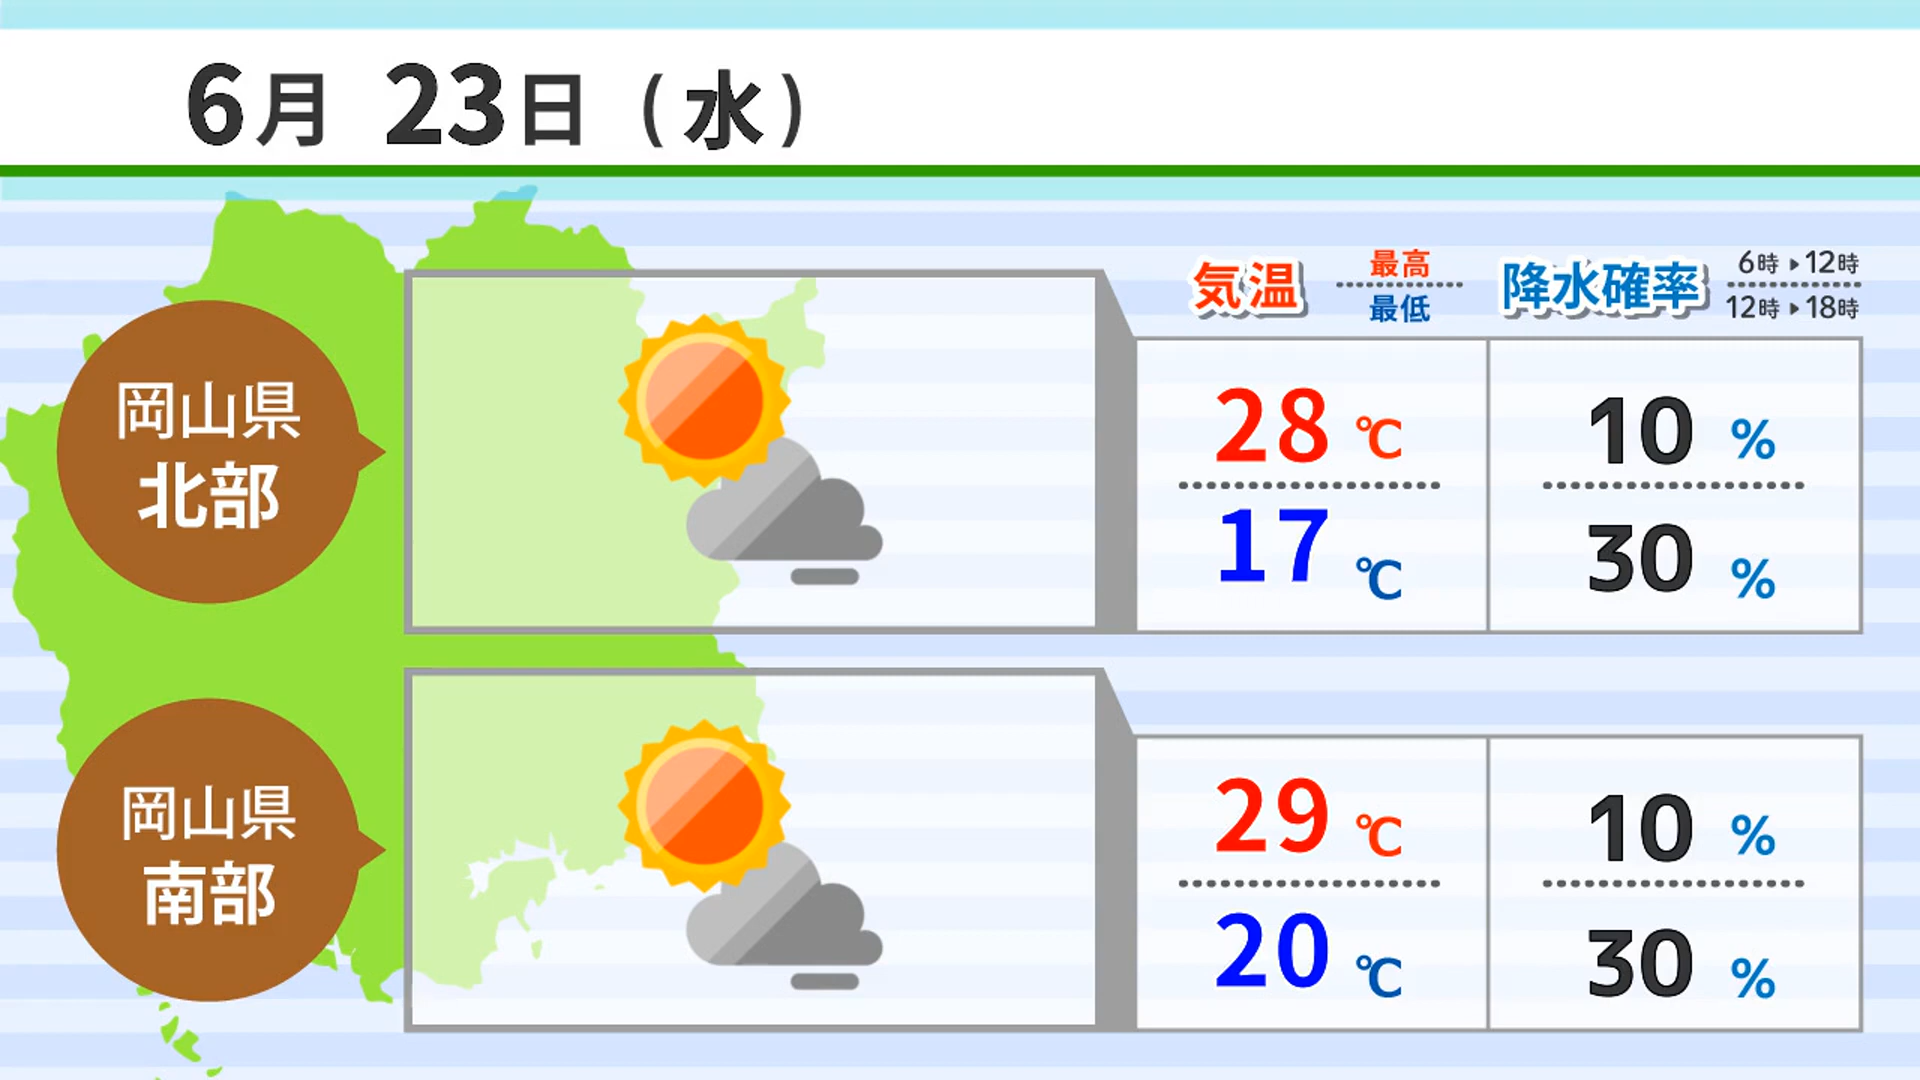 6月 23日（水）
気温 最高 最低 降水確率 6時▶12時 12時▶18時
岡山県
北部
28℃ 10%
17℃ 30%
岡山県
南部
29℃ 10%
20℃ 30%